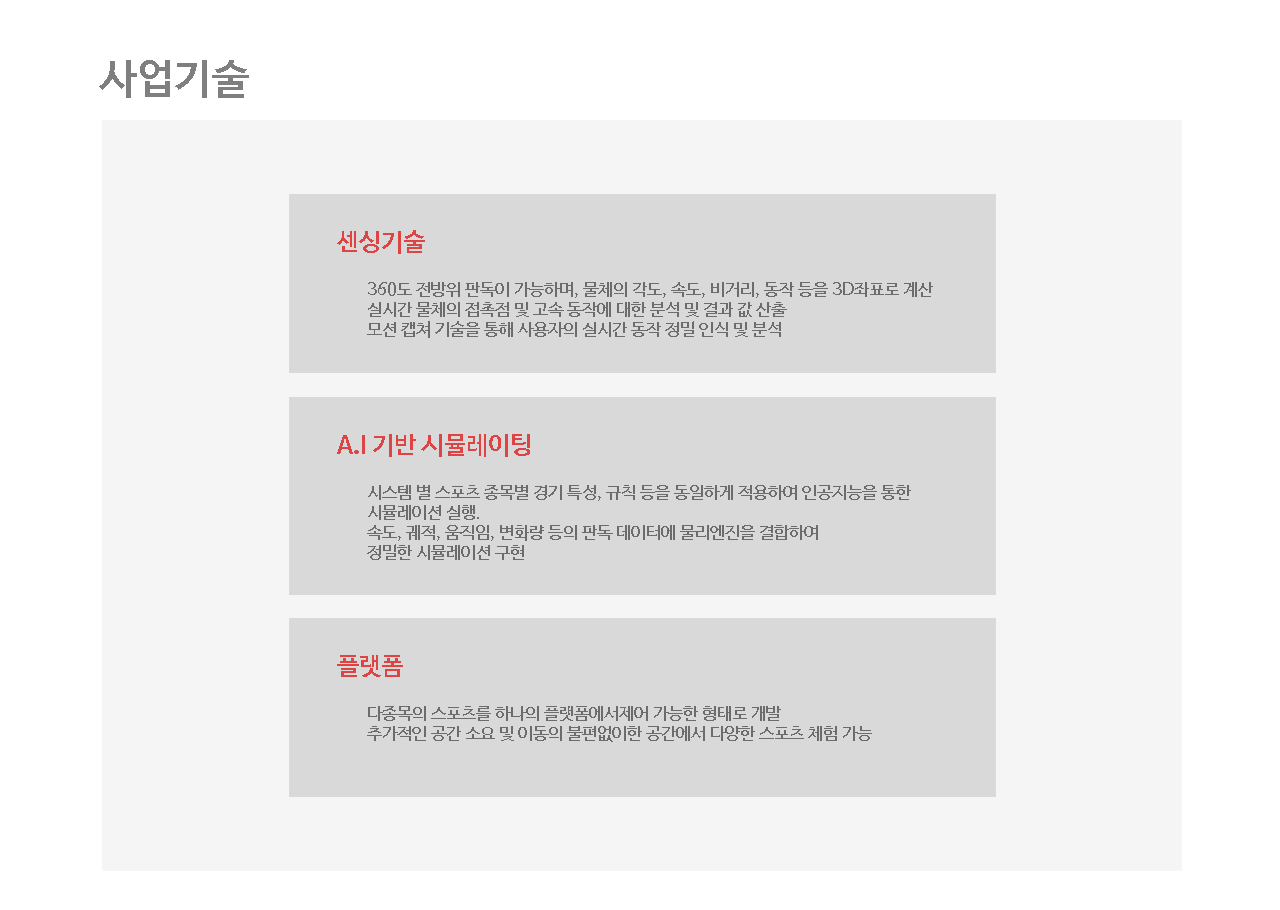 사업기술
센싱기술
360도 전방위 판독이 가능하며, 물체의 각도, 속도, 비거리, 동작 등을 3D좌표로 계산
실시간 물체의 접촉점 및 고속 동작에 대한 분석 및 결과 값 산출
모션 캡쳐 기술을 통해 사용자의 실시간 동작 정밀 인식 및 분석
A.I 기반 시뮬레이팅
시스템 별 스포츠 종목별 경기 특성, 규칙 등을 동일하게 적용하여 인공지능을 통한
시뮬레이션 실행.
속도, 궤적, 움직임, 변화량 등의 판독 데이터에 물리엔진을 결합하여
정밀한 시뮬레이션 구현
플랫폼
다종목의 스포츠를 하나의 플랫폼에서제어 가능한 형태로 개발
추가적인 공간 소요 및 이동의 불편없이한 공간에서 다양한 스포츠 체험 가능